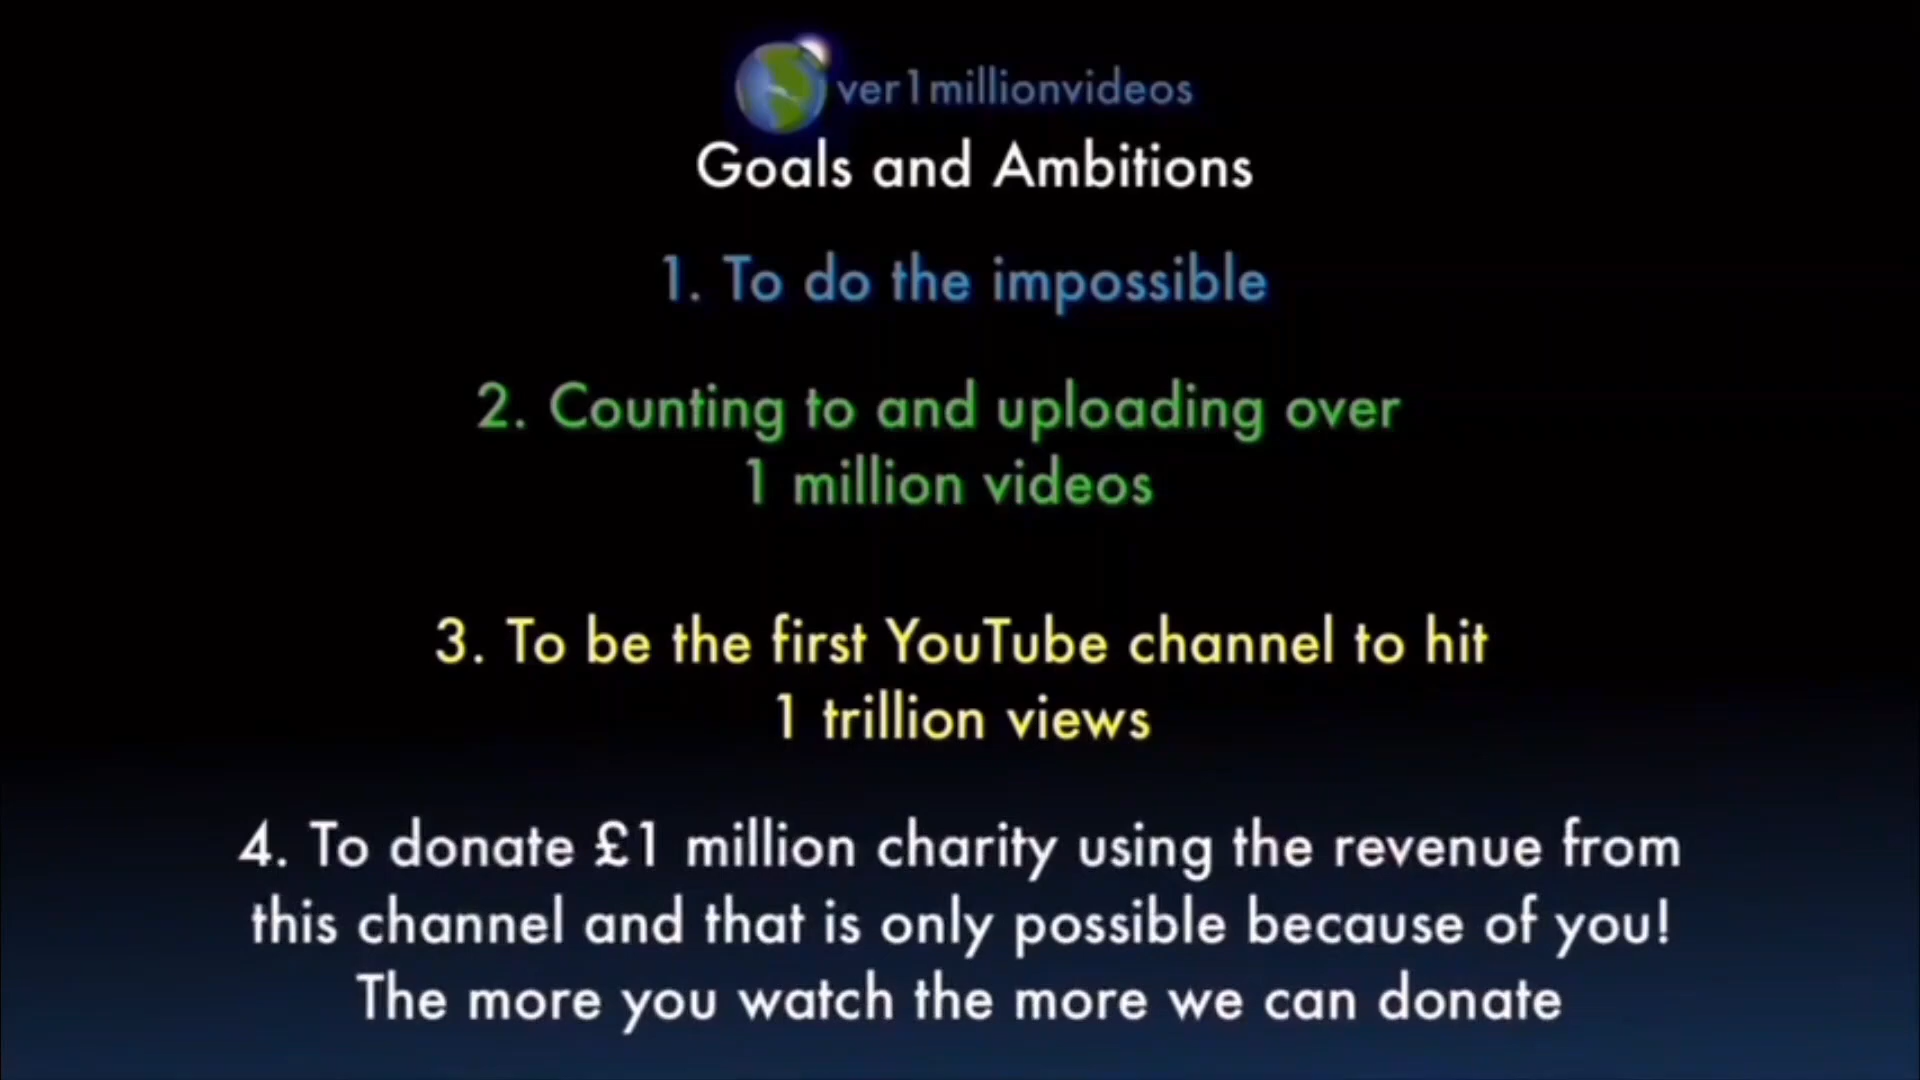 ver1millionvideos
Goals and Ambitions
1. To do the impossible
2. Counting to and uploading over
1 million videos
3. To be the first YouTube channel to hit
1 trillion views
4. To donate £1 million charity using the revenue from
this channel and that is only possible because of you!
The more you watch the more we can donate